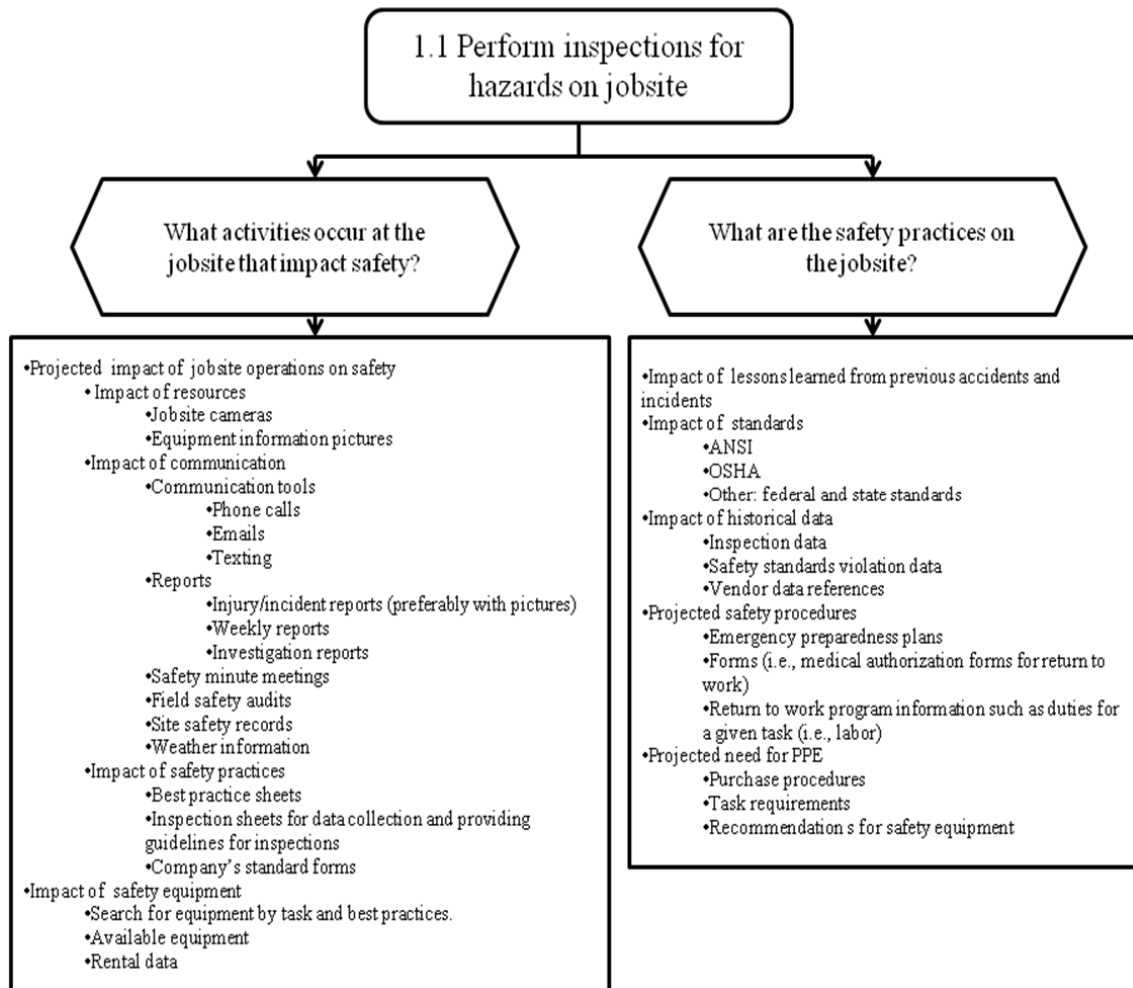 1.1 Perform inspections for
hazards on jobsite
What activities occur at the
jobsite that impact safety?
•Projected impact of jobsite operations on safety
• Impact of resources
•Jobsite cameras
•Equipment information pictures
•Impact of communication
•Communication tools
•Phone calls
•Emails
•Texting
•Reports
•Injury/incident reports (preferably with pictures)
•Weekly reports
•Investigation reports
•Safety minute meetings
•Field safety audits
•Site safety records
•Weather information
•Impact of safety practices
•Best practice sheets
•Inspection sheets for data collection and providing
guidelines for inspections
•Company's standard forms
•Impact of safety equipment
•Search for equipment by task and best practices.
•Available equipment
•Rental data
What are the safety practices on
the jobsite?
•Impact of lessons learned from previous accidents and
incidents
•Impact of standards
•ANSI
•OSHA
•Other: federal and state standards
•Impact of historical data
•Inspection data
•Safety standards violation data
•Vendor data references
•Projected safety procedures
•Emergency preparedness plans
•Forms (i.e., medical authorization forms for return to
work)
•Return to work program information such as duties for
a given task (i.e., labor)
•Projected need for PPE
•Purchase procedures
•Task requirements
•Recommendation s for safety equipment